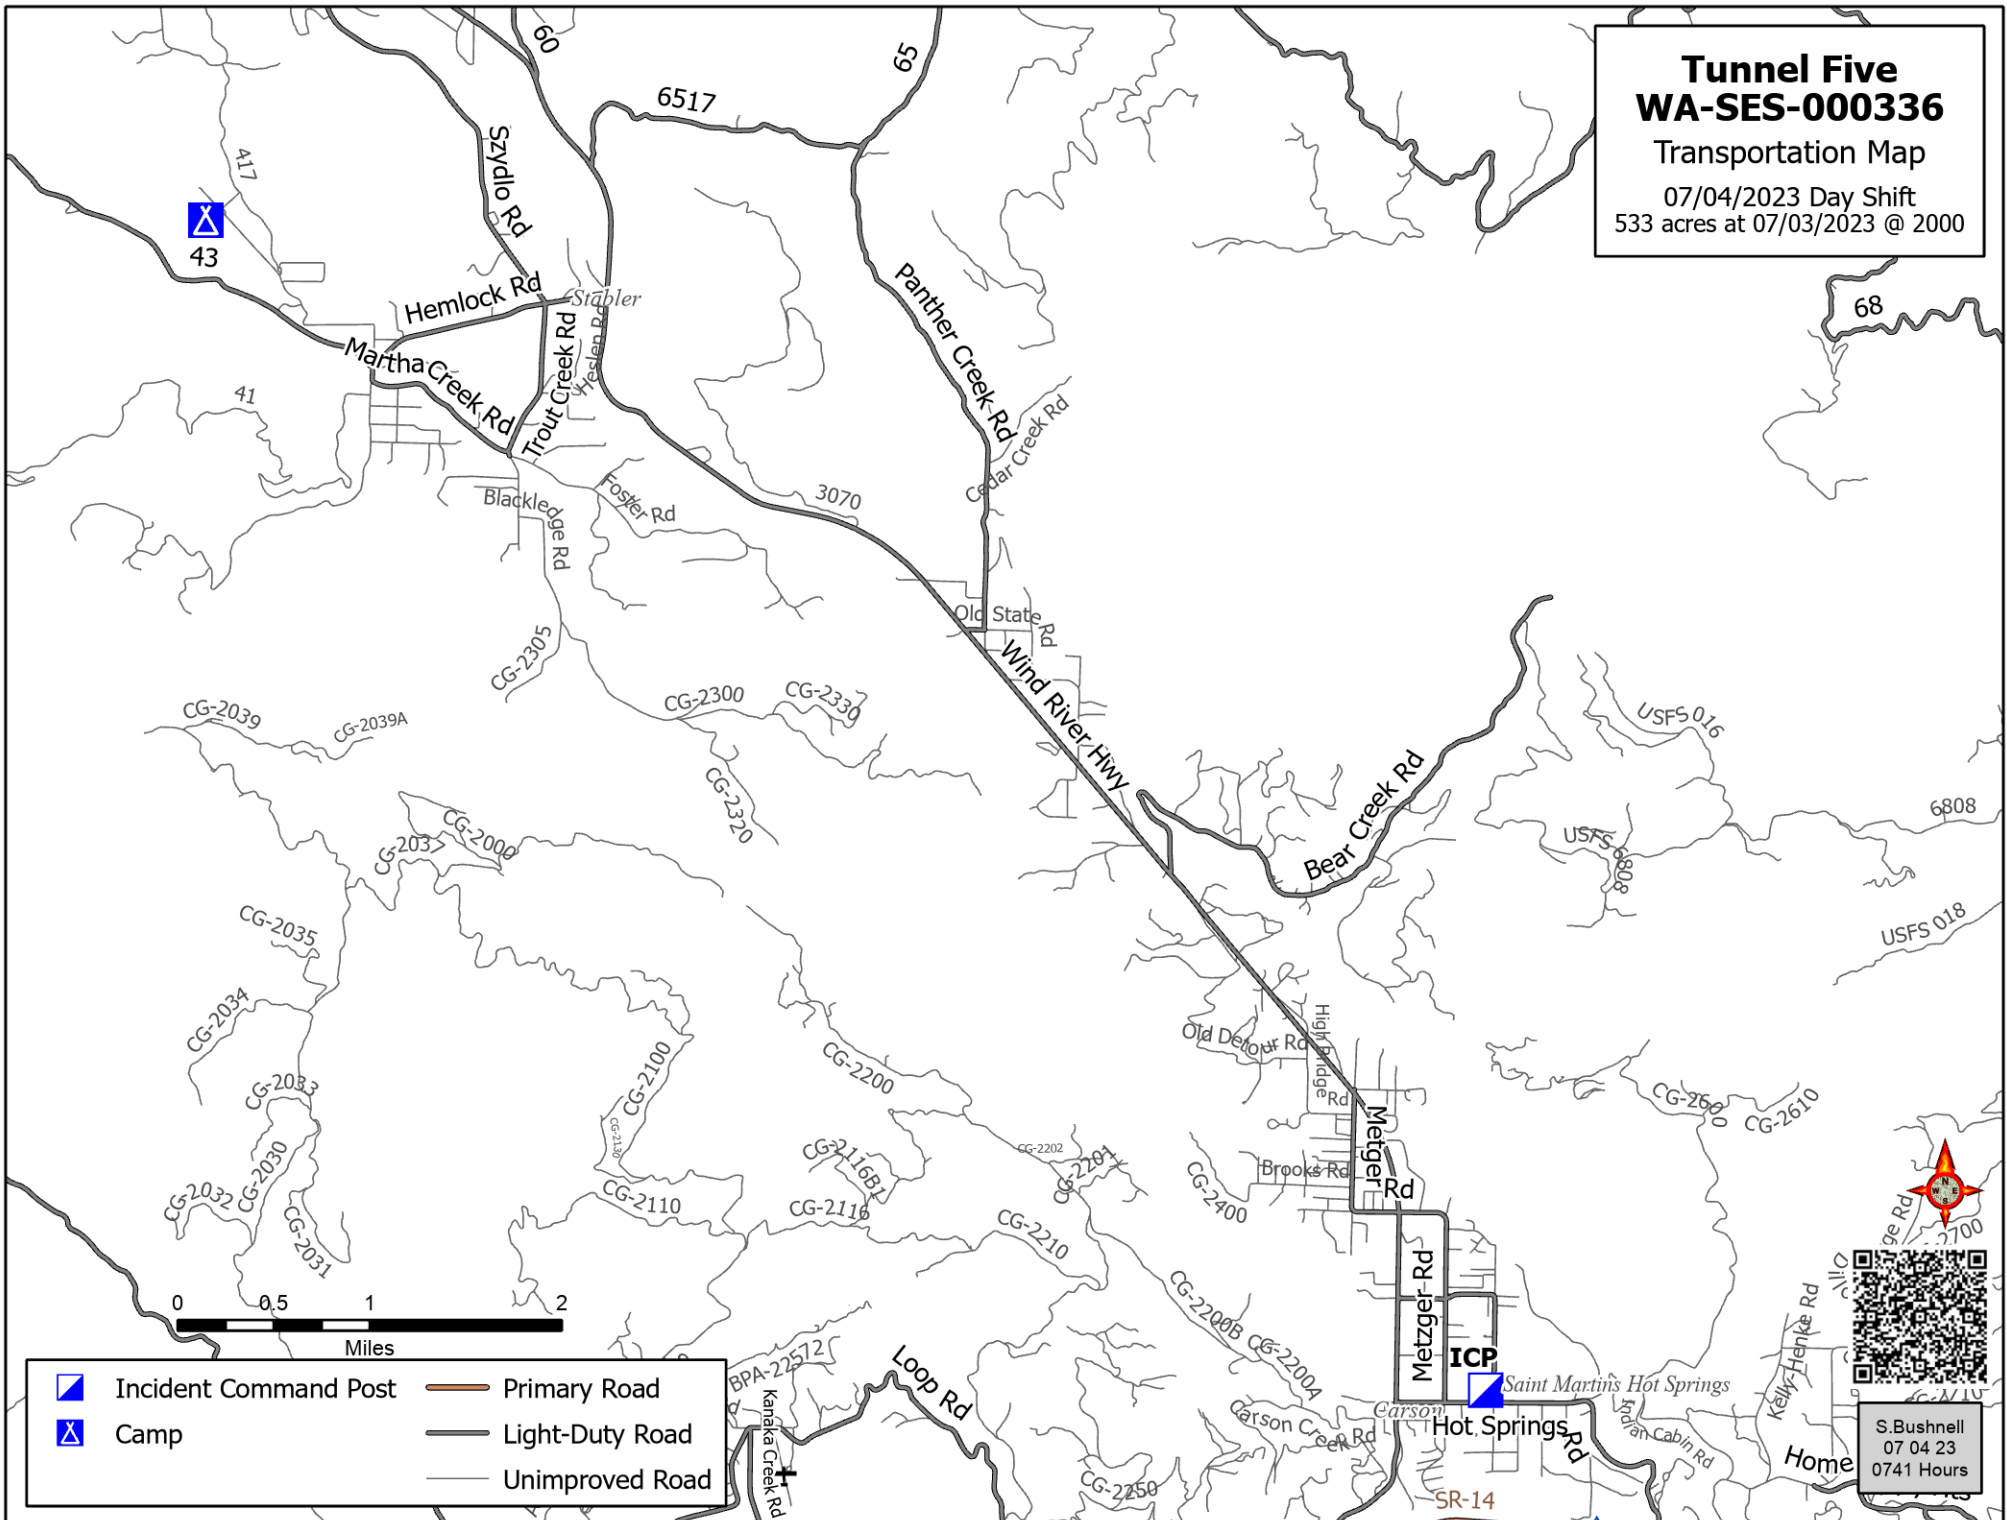 Tunnel Five
WA-SES-000336
Transportation Map
07/04/2023 Day Shift
533 acres at 07/03/2023 @ 2000
60
65
6517
417
Szydlo Rd
43
68
Hemlock Rd
Stabler
Panther Creek Rd
Martha Creek Rd
Trout Creek Rd
Heslen Rd
41
Cedar Creek Rd
3070
Blackledge Rd
Foster Rd
Old State Rd
CG-2305
Wind River Hwy
CG-2300
CG-2330
CG-2039
CG-2039A
USFS 016
CG-2320
Bear Creek Rd
6808
CG-2000
CG-2037
USFS 6808
CG-2035
USFS 018
CG-2034
High Bridge Rd
Old Detour Rd
CG-2100
CG-2200
CG-2033
CG-2600
CG-2610
CG-2130
Metzger Rd
CG-2202
CG-2201
CG-2116B1
CG-2030
Brooks Rd
CG-2032
CG-2110
CG-2116
CG-2400
CG-2031
CG-2210
N
W
E
S
ge Rd
2700
Metzger Rd
CG-2200B
CG-2200A
Kelly-Henke Rd
0
0.5
1
2
Miles
BPA-22572
Loop Rd
ICP
Saint Martins Hot Springs
Carson
Hot Springs Rd
Carson Creek Rd
Indian Cabin Rd
Kanaka Creek Rd
Home
CG-2250
SR-14
Incident Command Post
Primary Road
Camp
Light-Duty Road
Unimproved Road
S.Bushnell
07 04 23
0741 Hours